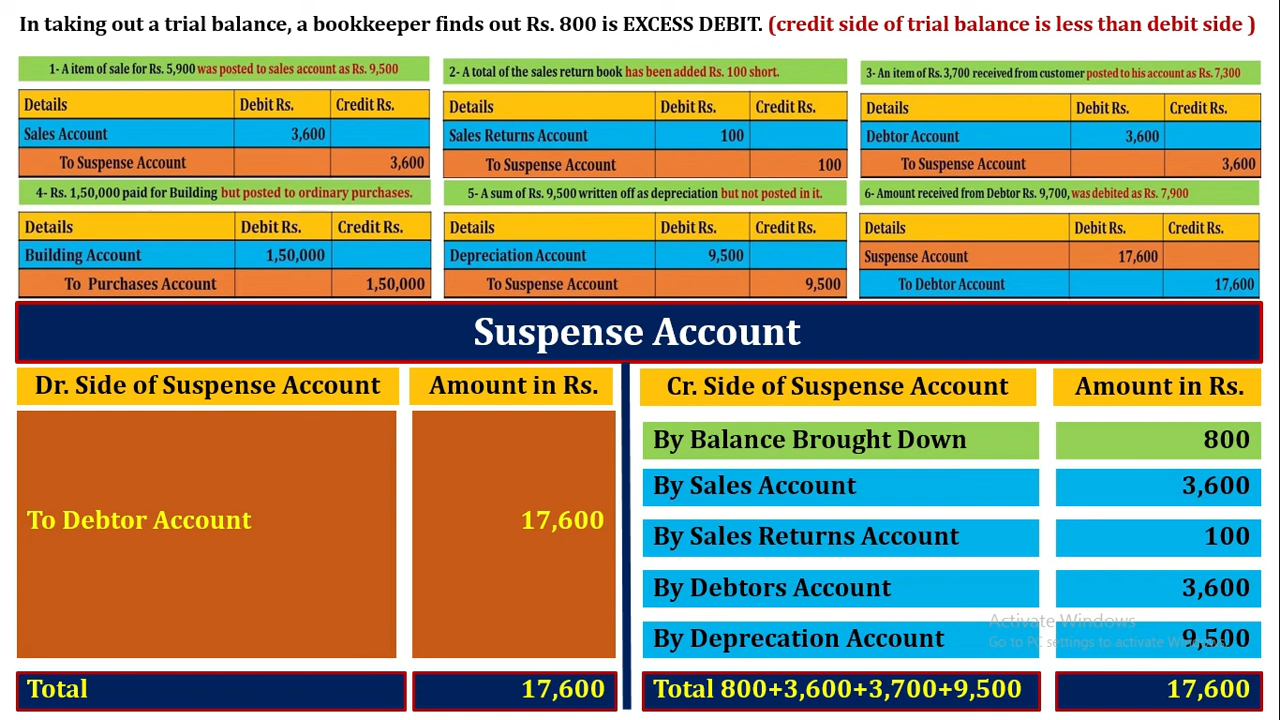 In taking out a trial balance, a bookkeeper finds out Rs. 800 is EXCESS DEBIT. (credit side of trial balance is less than debit side )
1- A item of sale for Rs. 5,900 was posted to sales account as Rs. 9,500
Details Debit Rs. Credit Rs.
Sales Account 3,600
To Suspense Account 3,600
2- A total of the sales return book has been added Rs. 100 short.
Details Debit Rs. Credit Rs.
Sales Returns Account 100
To Suspense Account 100
3- An item of Rs. 3,700 received from customer posted to his account as Rs. 7,300
Details Debit Rs. Credit Rs.
Debtor Account 3,600
To Suspense Account 3,600
4- Rs. 1,50,000 paid for Building but posted to ordinary purchases.
Details Debit Rs. Credit Rs.
Building Account 1,50,000
To Purchases Account 1,50,000
5- A sum of Rs. 9,500 written off as depreciation but not posted in it.
Details Debit Rs. Credit Rs.
Depreciation Account 9,500
To Suspense Account 9,500
6- Amount received from Debtor Rs. 9,700, was debited as Rs. 7,900
Details Debit Rs. Credit Rs.
Suspense Account 17,600
To Debtor Account 17,600
Suspense Account
Dr. Side of Suspense Account Amount in Rs. Cr. Side of Suspense Account Amount in Rs.
By Balance Brought Down 800
By Sales Account 3,600
To Debtor Account 17,600
By Sales Returns Account 100
By Debtors Account 3,600
Activate Windows
By Deprecation Account 9,500
Go to PC settings to activate Windows.
Total 17,600 Total 800+3,600+3,700+9,500 17,600